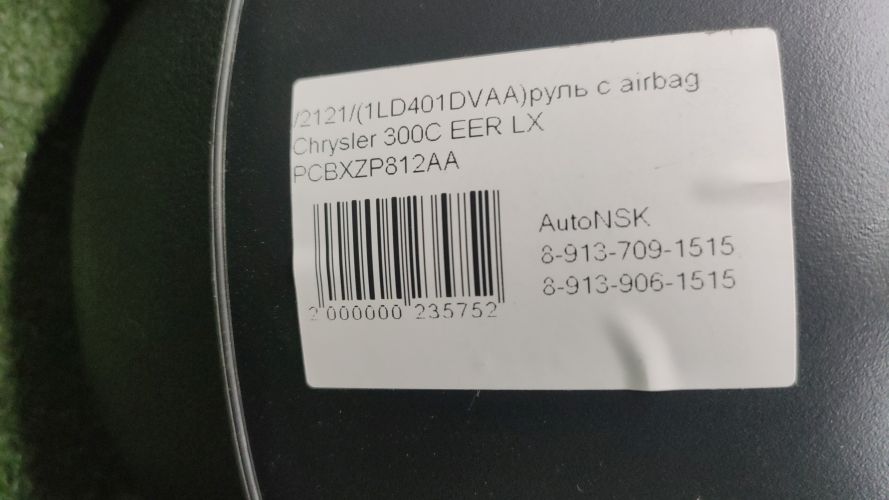 /2121/(1LD401DVAA)руль с airbag
Chrysler 300C EER LX
PCBXZP812AA
AutoNSK
8-913-709-1515
8-913-906-1515
2 000000 235752